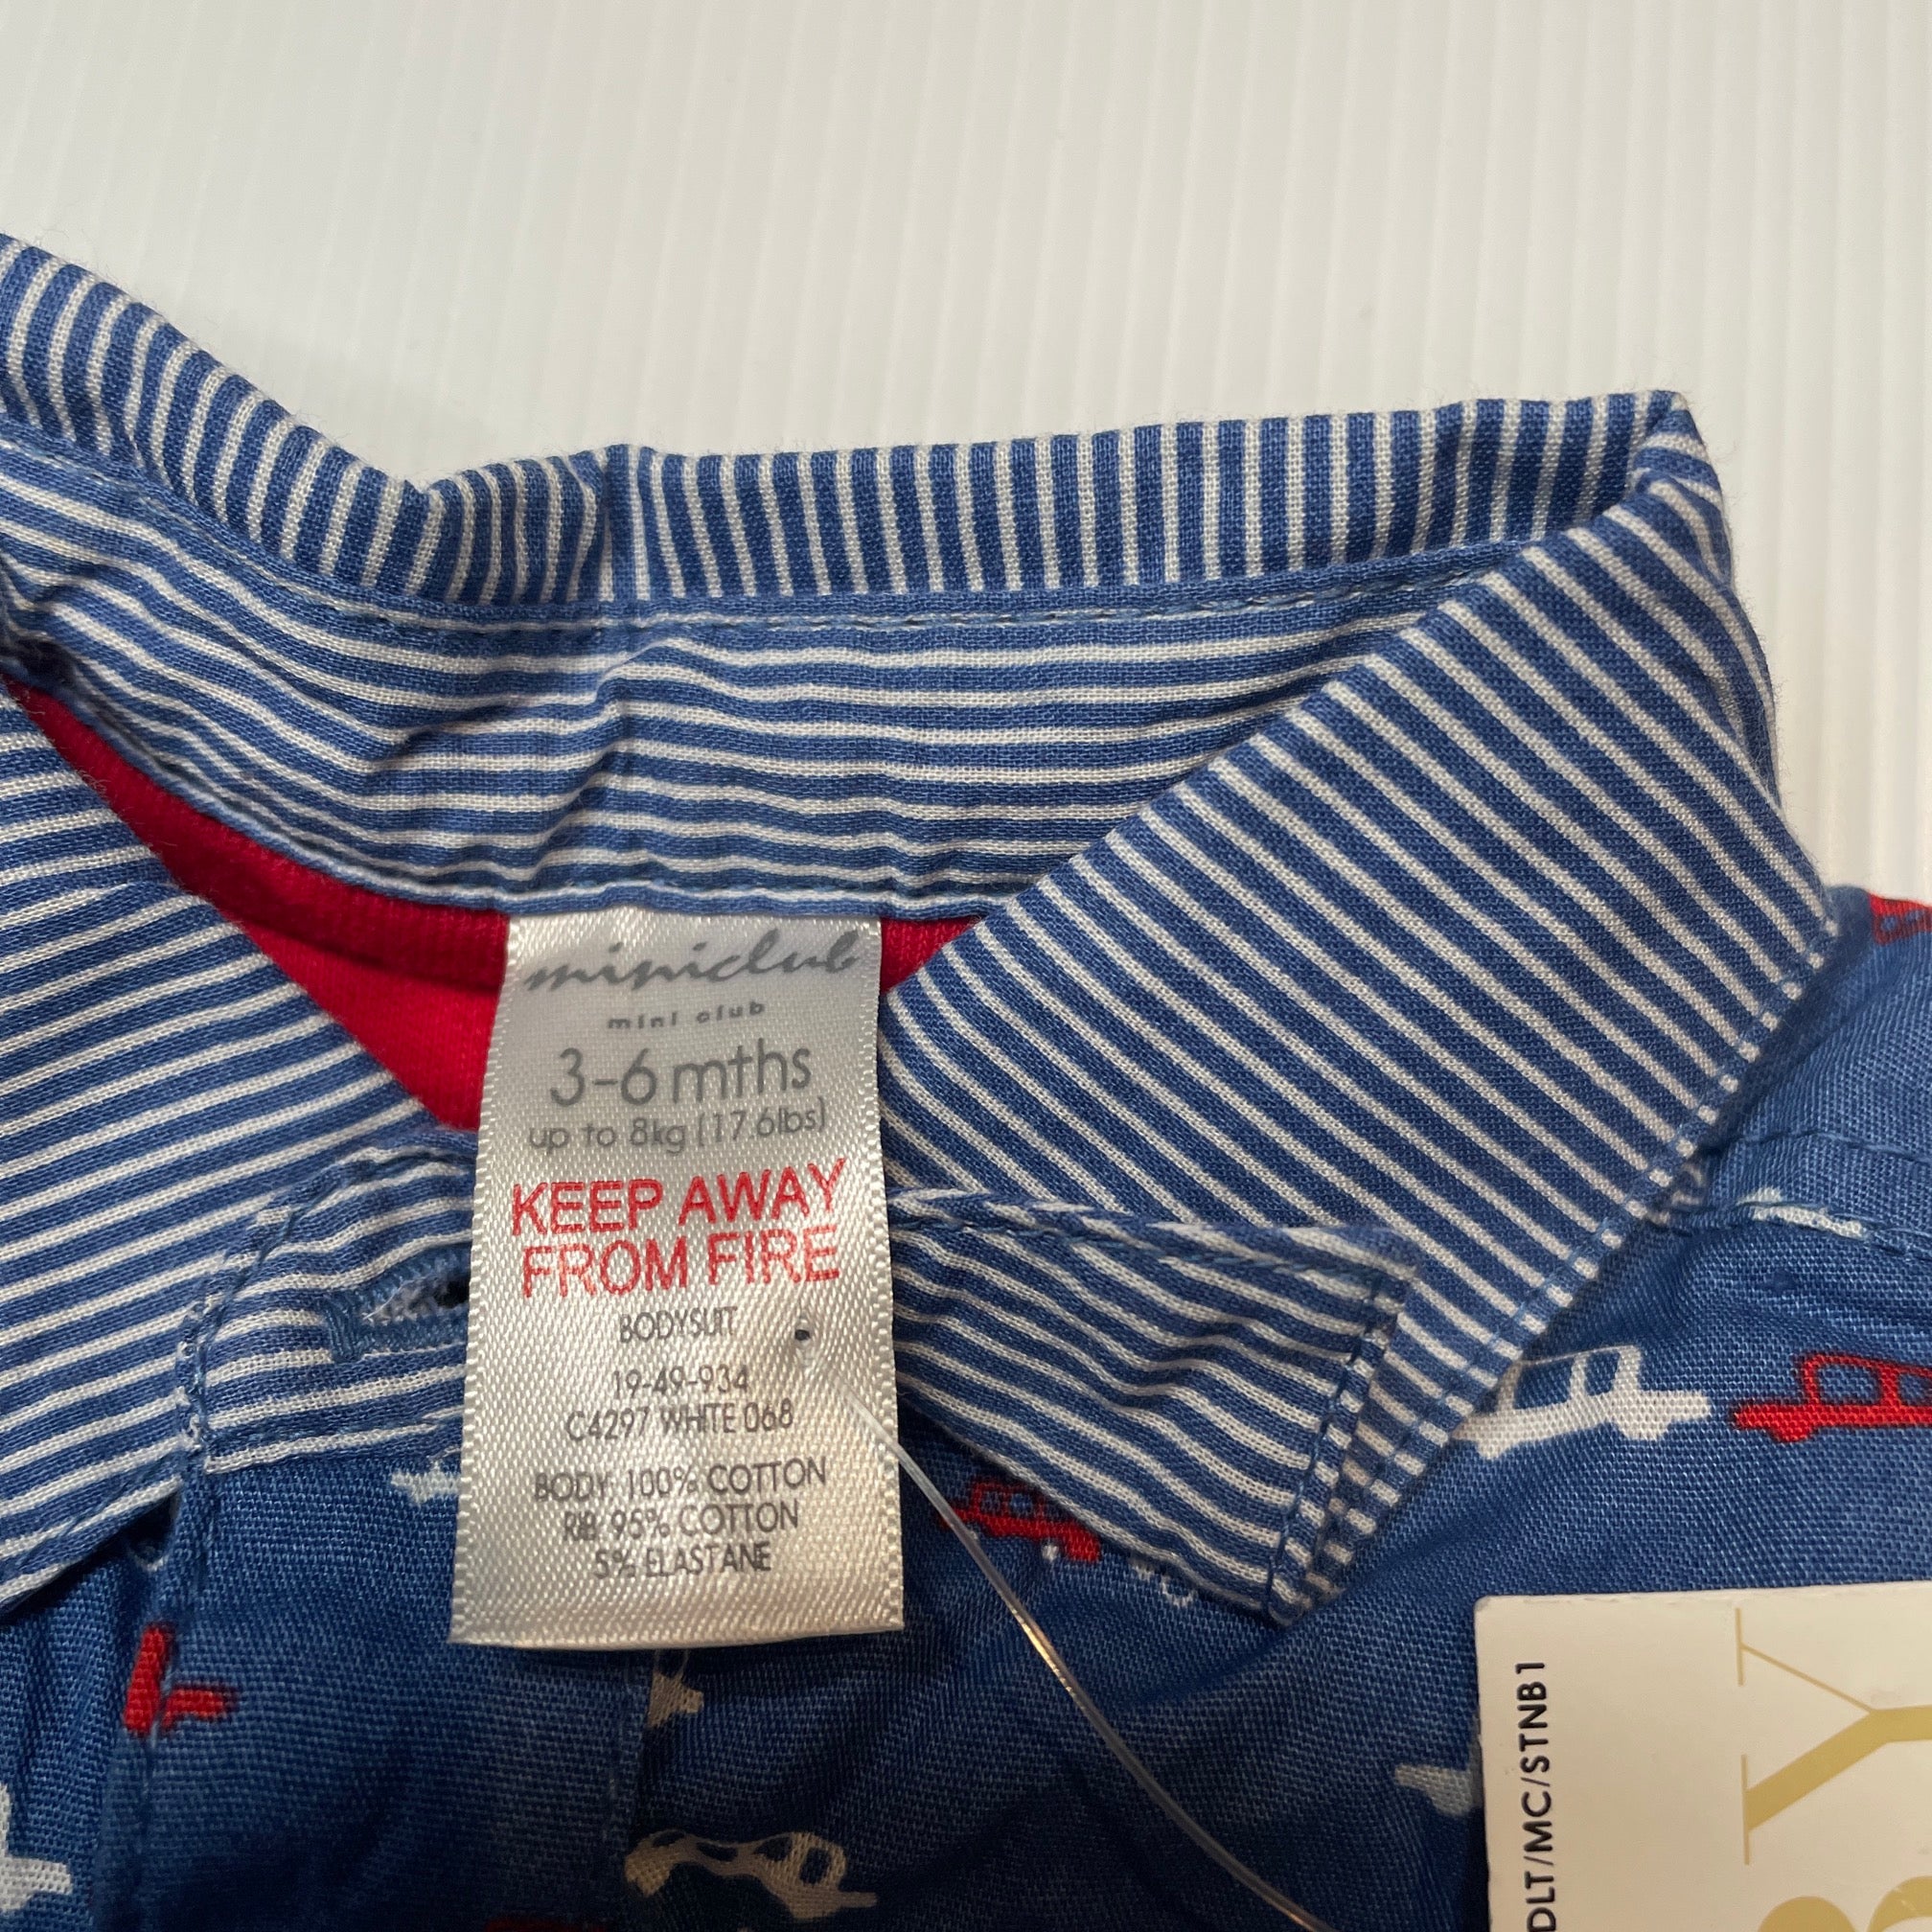 miniclub
mini club
3-6 mths
up to 8kg (17.6lbs)
KEEP AWAY
FROM FIRE
BODYSUIT
19-49-934
C4297 WHITE 068
BODY: 100% COTTON
RIB: 95% COTTON
5% ELASTANE
DLT/MC/STNB1
BY